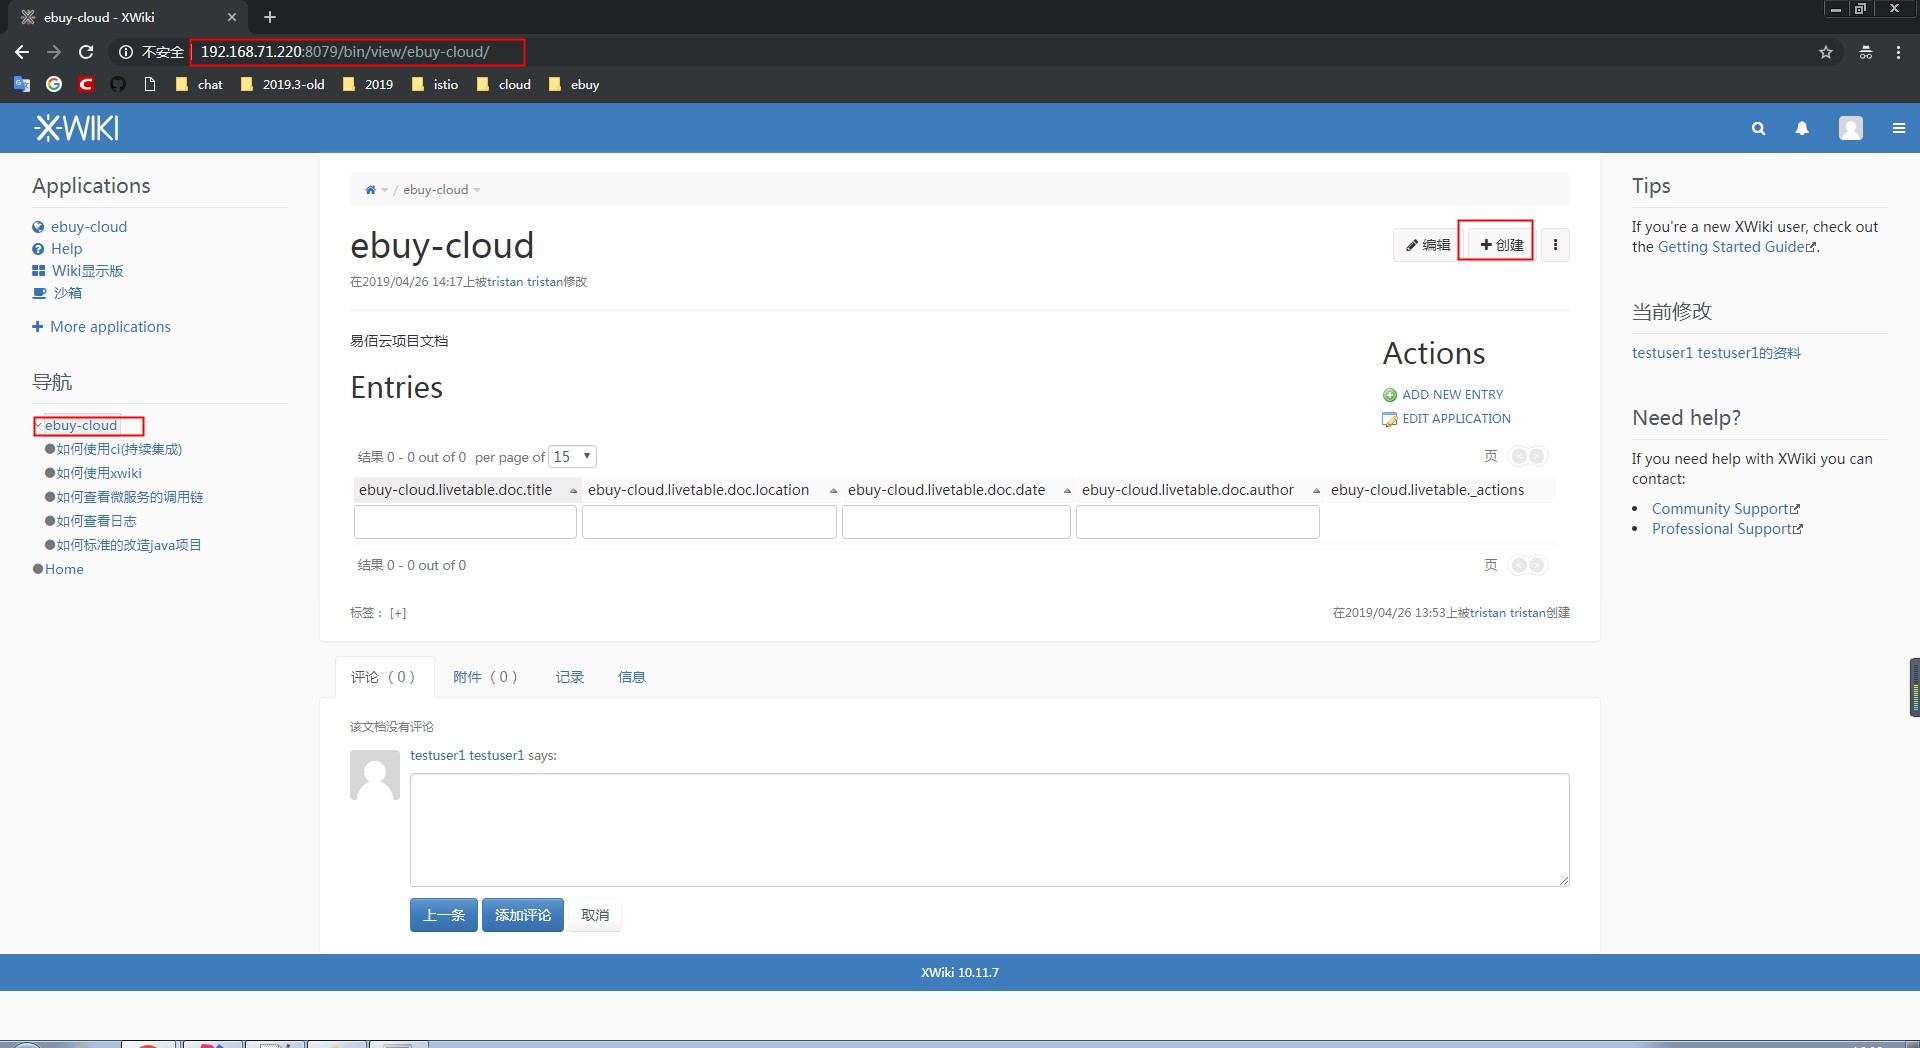 ebuy-cloud - XWiki
不安全 192.168.71.220:8079/bin/view/ebuy-cloud/
chat 2019.3-old 2019 istio cloud ebuy
XWIKI
Applications
ebuy-cloud
Help
Wiki显示版
沙箱
More applications
导航
ebuy-cloud
如何使用ci(持续集成)
如何使用xwiki
如何查看微服务的调用链
如何查看日志
如何标准的改造java项目
Home
/ ebuy-cloud
ebuy-cloud
编辑 创建
在2019/04/26 14:17上被tristan tristan修改
易佰云项目文档
Entries
Actions
ADD NEW ENTRY
EDIT APPLICATION
结果 0 - 0 out of 0 per page of 15 页
ebuy-cloud.livetable.doc.title ebuy-cloud.livetable.doc.location ebuy-cloud.livetable.doc.date ebuy-cloud.livetable.doc.author ebuy-cloud.livetable._actions
结果 0 - 0 out of 0 页
标签： [+] 在2019/04/26 13:53上被tristan tristan创建
评论（0） 附件（0） 记录 信息
该文档没有评论
testuser1 testuser1 says:
上一条 添加评论 取消
Tips
If you're a new XWiki user, check out
the Getting Started Guide.
当前修改
testuser1 testuser1的资料
Need help?
If you need help with XWiki you can
contact:
Community Support
Professional Support
XWiki 10.11.7